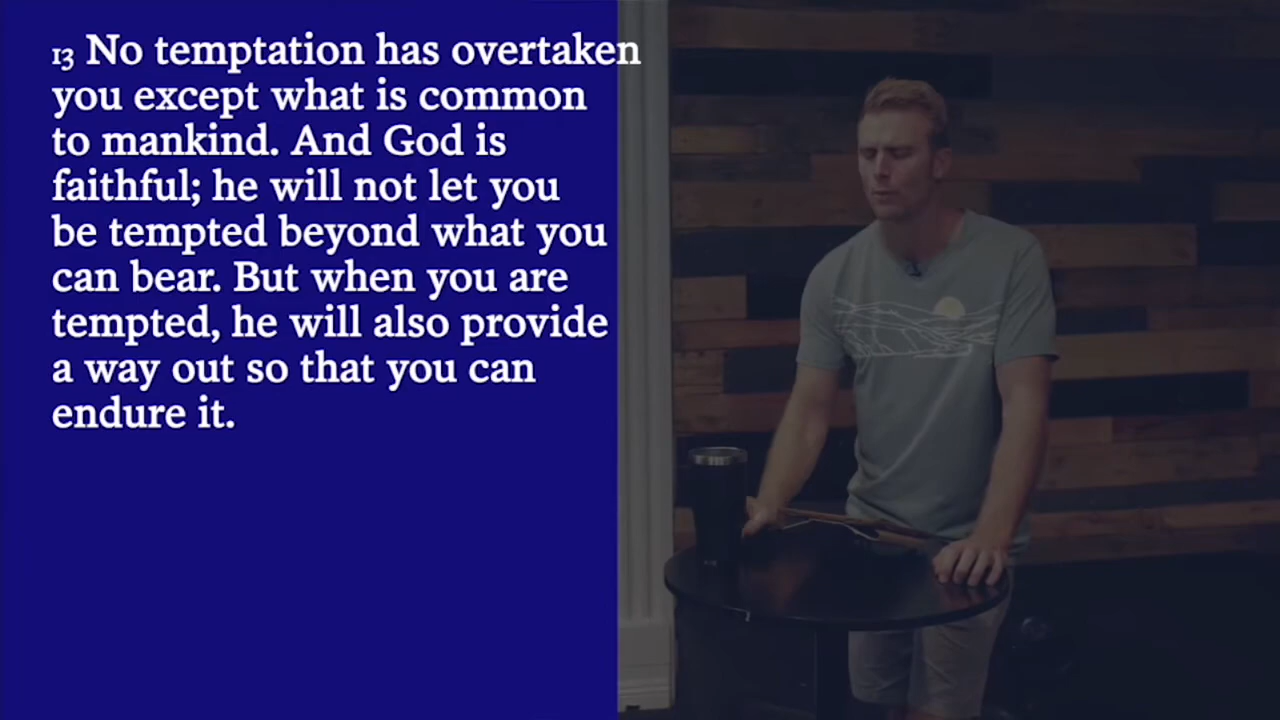 13 No temptation has overtaken
you except what is common
to mankind. And God is
faithful; he will not let you
be tempted beyond what you
can bear. But when you are
tempted, he will also provide
a way out so that you can
endure it.